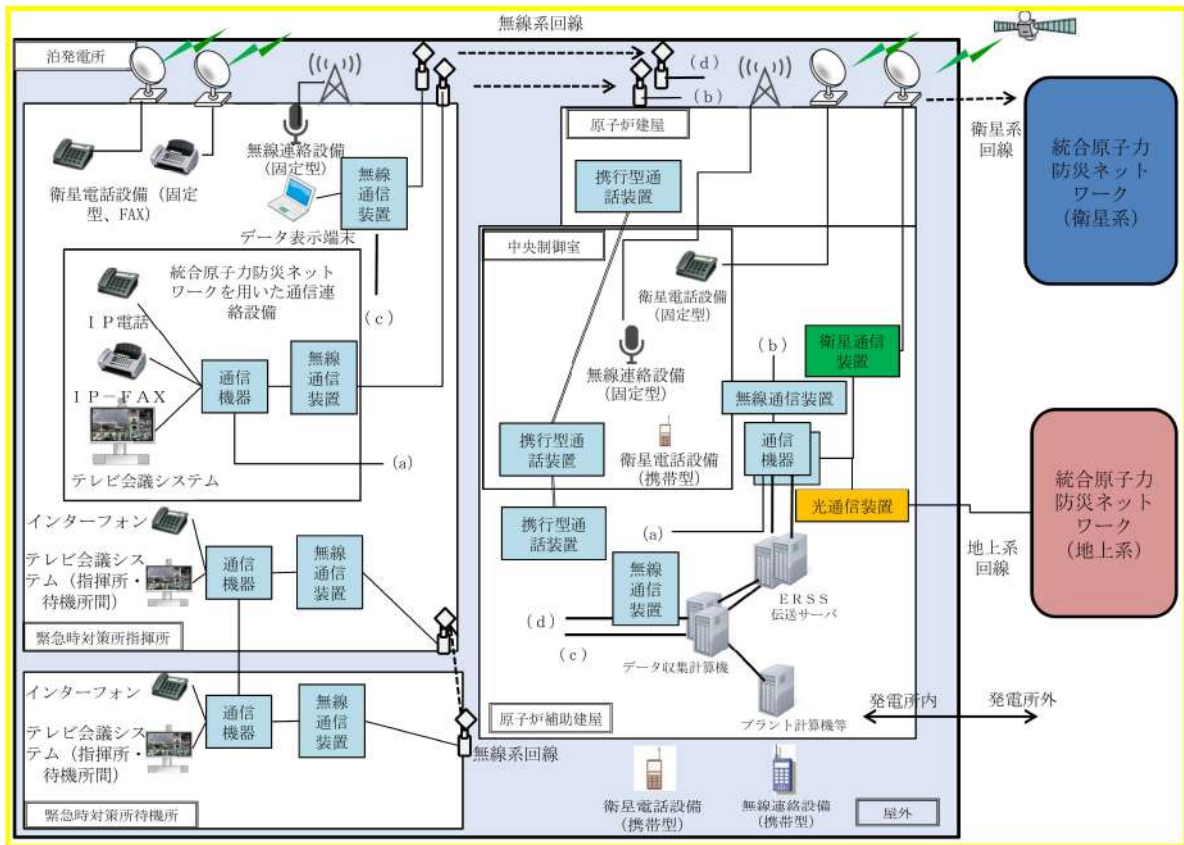 無線系回線
泊発電所
衛星電話設備（固定
型、FAX）
無線連絡設備
（固定型）
データ表示端末
無線
通信
装置
(c)
統合原子力防災ネット
ワークを用いた通信連
絡設備
ＩＰ電話
ＩＰ－ＦＡＸ
テレビ会議システム
通信
機器
無線
通信
装置
(a)
インターフォン
テレビ会議シス
テム（指揮所・
待機所間）
通信
機器
無線
通信
装置
緊急時対策所指揮所
インターフォン
テレビ会議シス
テム（指揮所・
待機所間）
通信
機器
無線
通信
装置
無線系回線
緊急時対策所待機所
(d)
(b)
原子炉建屋
携行型通
話装置
中央制御室
衛星電話設備
（固定型）
無線連絡設備
（固定型）
携行型通
話装置
衛星電話設備
（携帯型）
携行型通
話装置
(b)
無線通信装置
通信
機器
衛星通信
装置
光通信装置
(a)
無線
通信
装置
(d)
(c)
ＥＲＳＳ
伝送サーバ
データ収集計算機
プラント計算機等
原子炉補助建屋
発電所内
発電所外
衛星電話設備
（携帯型）
無線連絡設備
（携帯型）
屋外
衛星系
回線
統合原子力
防災ネット
ワーク
（衛星系）
地上系
回線
統合原子力
防災ネット
ワーク
（地上系）